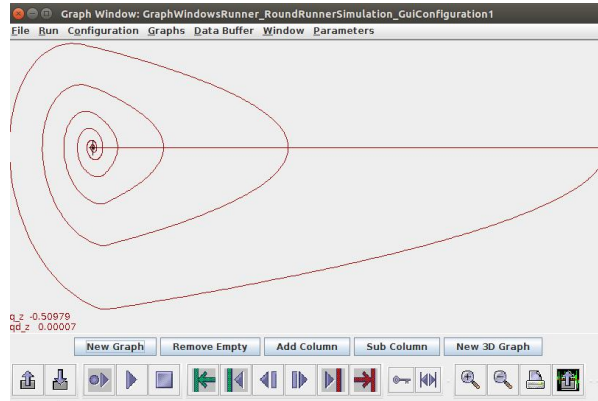 Graph Window: GraphWindowsRunner_RoundRunnerSimulation_GuiConfiguration1
File Run Configuration Graphs Data Buffer Window Parameters
q_z -0.50979
qd_z 0.00007
New Graph Remove Empty Add Column Sub Column New 3D Graph